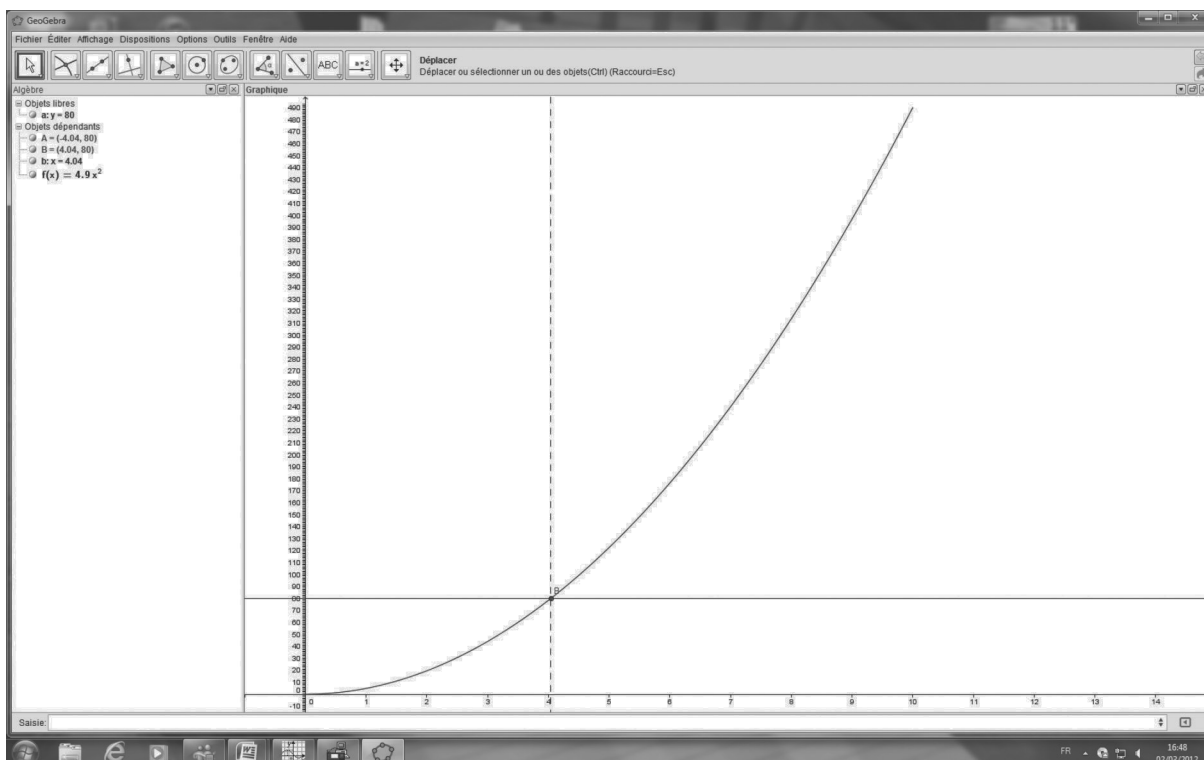 GeoGebra
Fichier Éditer Affichage Dispositions Options Outils Fenêtre Aide
ABC
a=2
Déplacer
Déplacer ou sélectionner un ou des objets(Ctrl) (Raccourci=Esc)
Algèbre
Graphique
Objets libres
a: y = 80
Objets dépendants
A = (-4.04, 80)
B = (4.04, 80)
b: x = 4.04
f(x) = 4.9 x²
490
480
470
460
450
440
430
420
410
400
390
380
370
360
350
340
330
320
310
300
290
280
270
260
250
240
230
220
210
200
190
180
170
160
150
140
130
120
110
100
90
80
70
60
50
40
30
20
10
0
-10
B
0 1 2 3 4 5 6 7 8 9 10 11 12 13 14
Saisie:
FR
16:48
02/03/2012